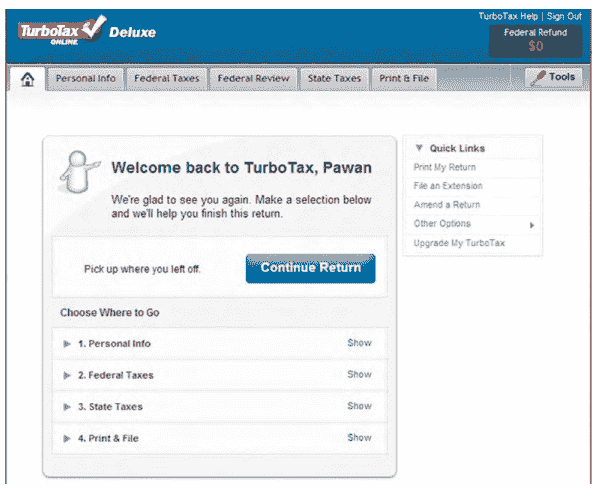 TurboTax Help | Sign Out
TurboTax
ONLINE
Deluxe
Federal Refund
$0
Personal Info
Federal Taxes
Federal Review
State Taxes
Print & File
Tools
Welcome back to TurboTax, Pawan
We're glad to see you again. Make a selection below
and we'll help you finish this return.
Pick up where you left off.
Continue Return
Choose Where to Go
1. Personal Info Show
2. Federal Taxes Show
3. State Taxes Show
4. Print & File Show
Quick Links
Print My Return
File an Extension
Amend a Return
Other Options
Upgrade My TurboTax